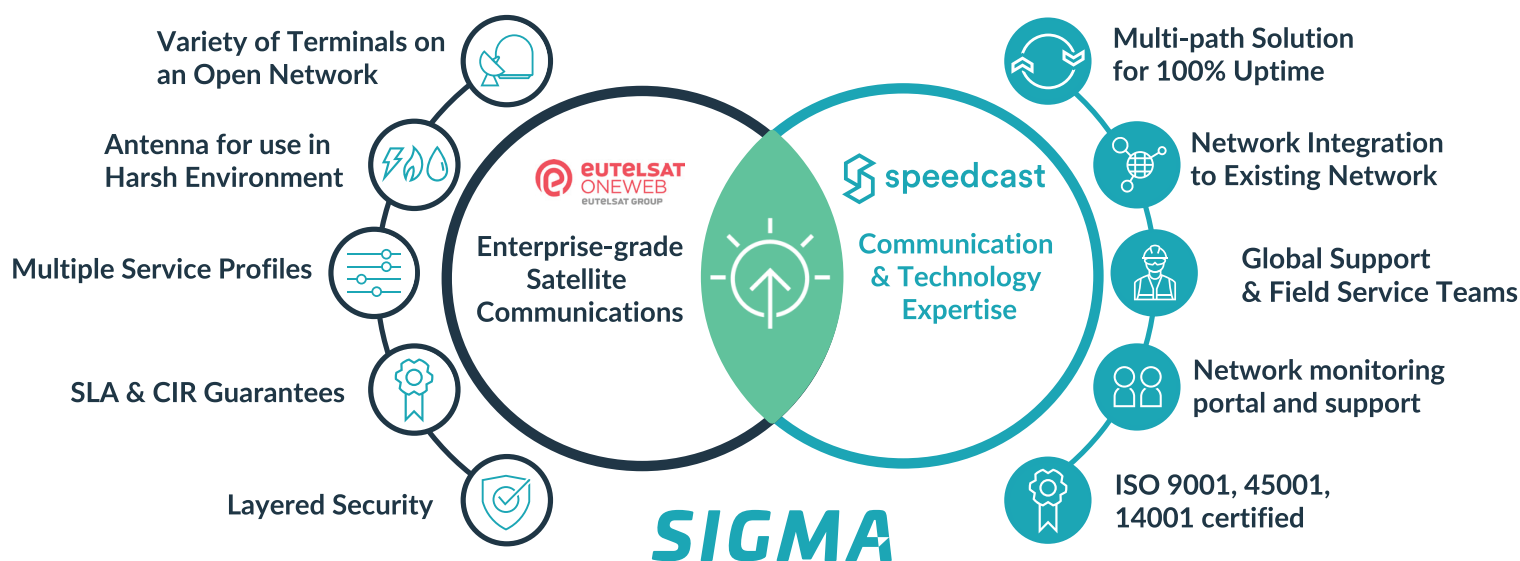 Variety of Terminals on
an Open Network
Antenna for use in
Harsh Environment
Multiple Service Profiles
SLA & CIR Guarantees
Layered Security
eutelsat
ONEWEB
eutelsat GROUP
Enterprise-grade
Satellite
Communications
speedcast
Communication
& Technology
Expertise
Multi-path Solution
for 100% Uptime
Network Integration
to Existing Network
Global Support
& Field Service Teams
Network monitoring
portal and support
ISO 9001, 45001,
14001 certified
SIGMA